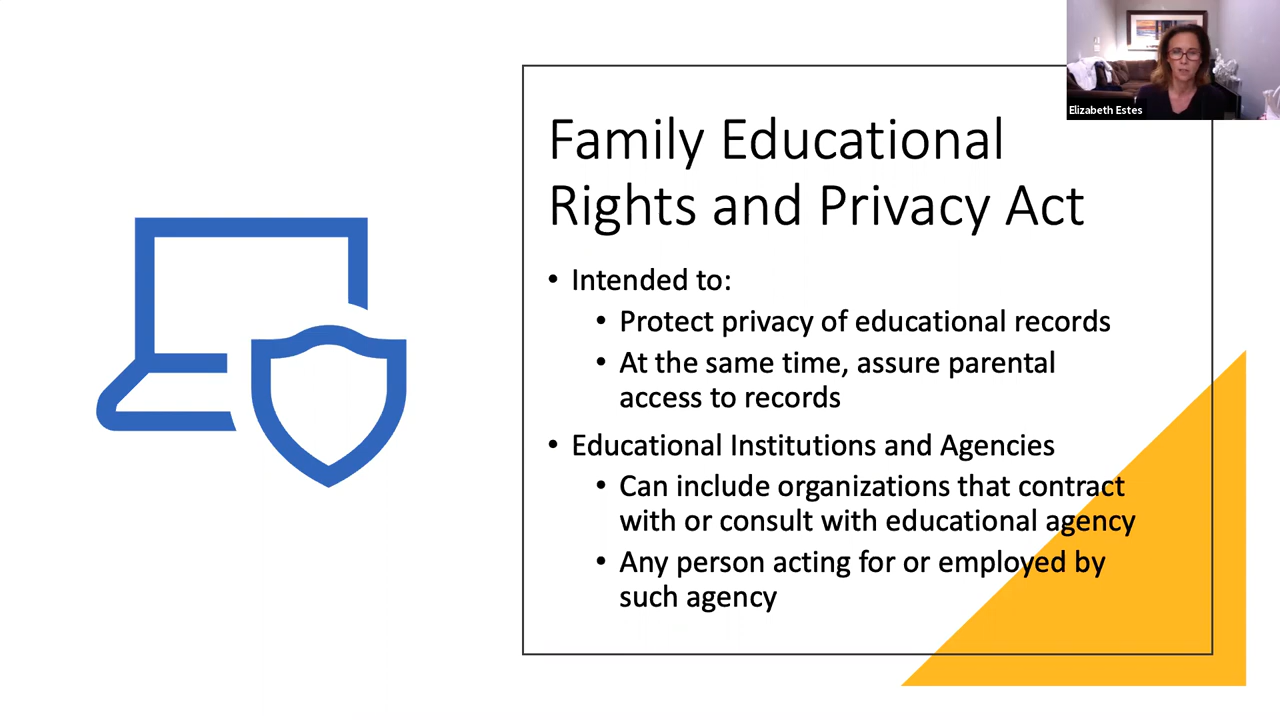 Elizabeth Estes
Family Educational
Rights and Privacy Act
• Intended to:
• Protect privacy of educational records
• At the same time, assure parental
access to records
• Educational Institutions and Agencies
• Can include organizations that contract
with or consult with educational agency
• Any person acting for or employed by
such agency